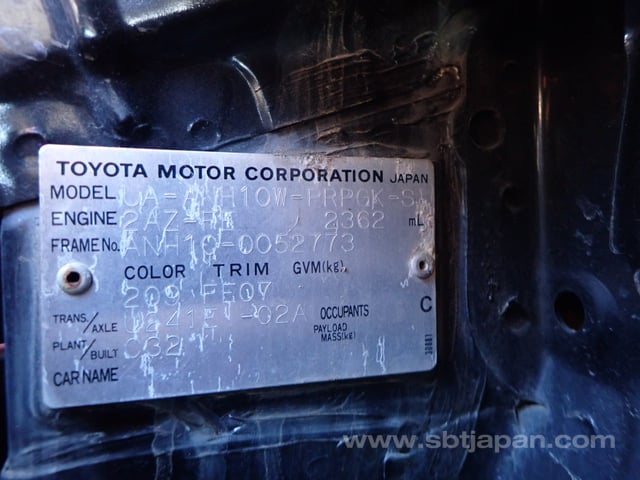 TOYOTA MOTOR CORPORATION JAPAN
MODEL
ENGINE 2362 mL
FRAME No. ANH10-0052773
COLOR TRIM GVM(kg)
209 FE07
TRANS./AXLE -02A OCCUPANTS C
PAYLOAD MASS(kg)
PLANT/BUILT
CAR NAME
www.sbtjapan.com